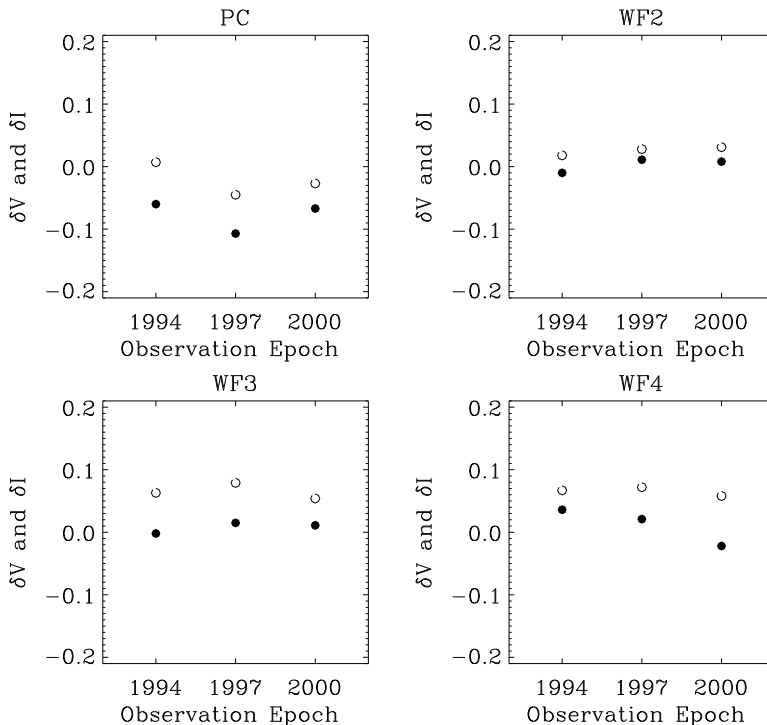 PC
0.2
0.1
0.0
−0.1
−0.2
δV and δI
1994 1997 2000
Observation Epoch
WF2
0.2
0.1
0.0
−0.1
−0.2
δV and δI
1994 1997 2000
Observation Epoch
WF3
0.2
0.1
0.0
−0.1
−0.2
δV and δI
1994 1997 2000
Observation Epoch
WF4
0.2
0.1
0.0
−0.1
−0.2
δV and δI
1994 1997 2000
Observation Epoch